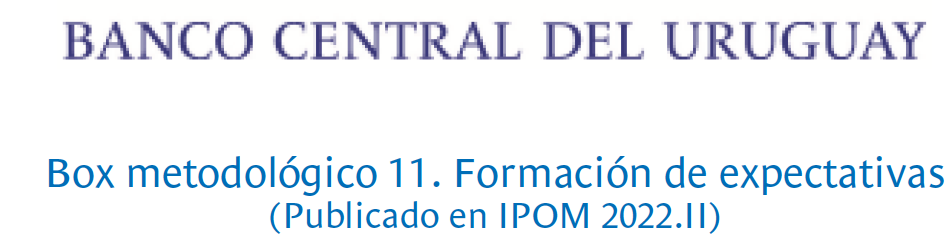 BANCO CENTRAL DEL URUGUAY
Box metodológico 11. Formación de expectativas
(Publicado en IPOM 2022.II)